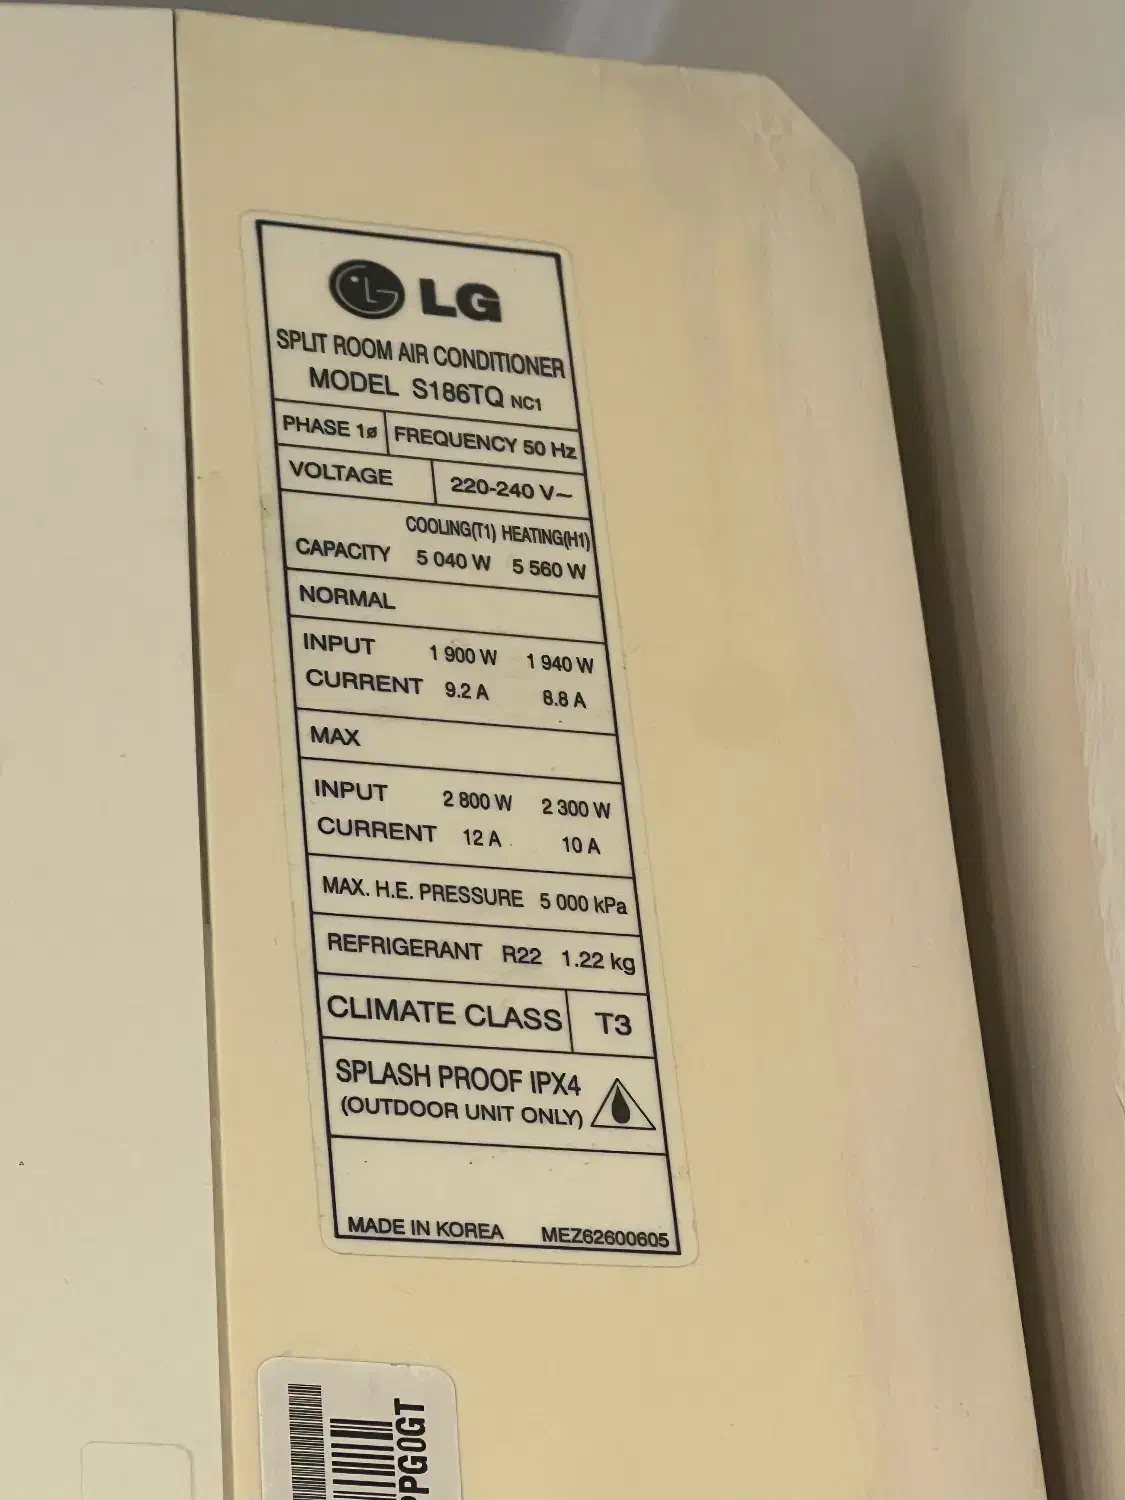 LG
SPLIT ROOM AIR CONDITIONER
MODEL S186TQ NC1
PHASE 1ø FREQUENCY 50 Hz
VOLTAGE 220-240 V~
COOLING(T1) HEATING(H1)
CAPACITY 5 040 W 5 560 W
NORMAL
INPUT 1 900 W 1 940 W
CURRENT 9.2 A 8.8 A
MAX
INPUT 2 800 W 2 300 W
CURRENT 12 A 10 A
MAX. H.E. PRESSURE 5 000 kPa
REFRIGERANT R22 1.22 kg
CLIMATE CLASS T3
SPLASH PROOF IPX4
(OUTDOOR UNIT ONLY)
MADE IN KOREA MEZ62600605
PG0GT